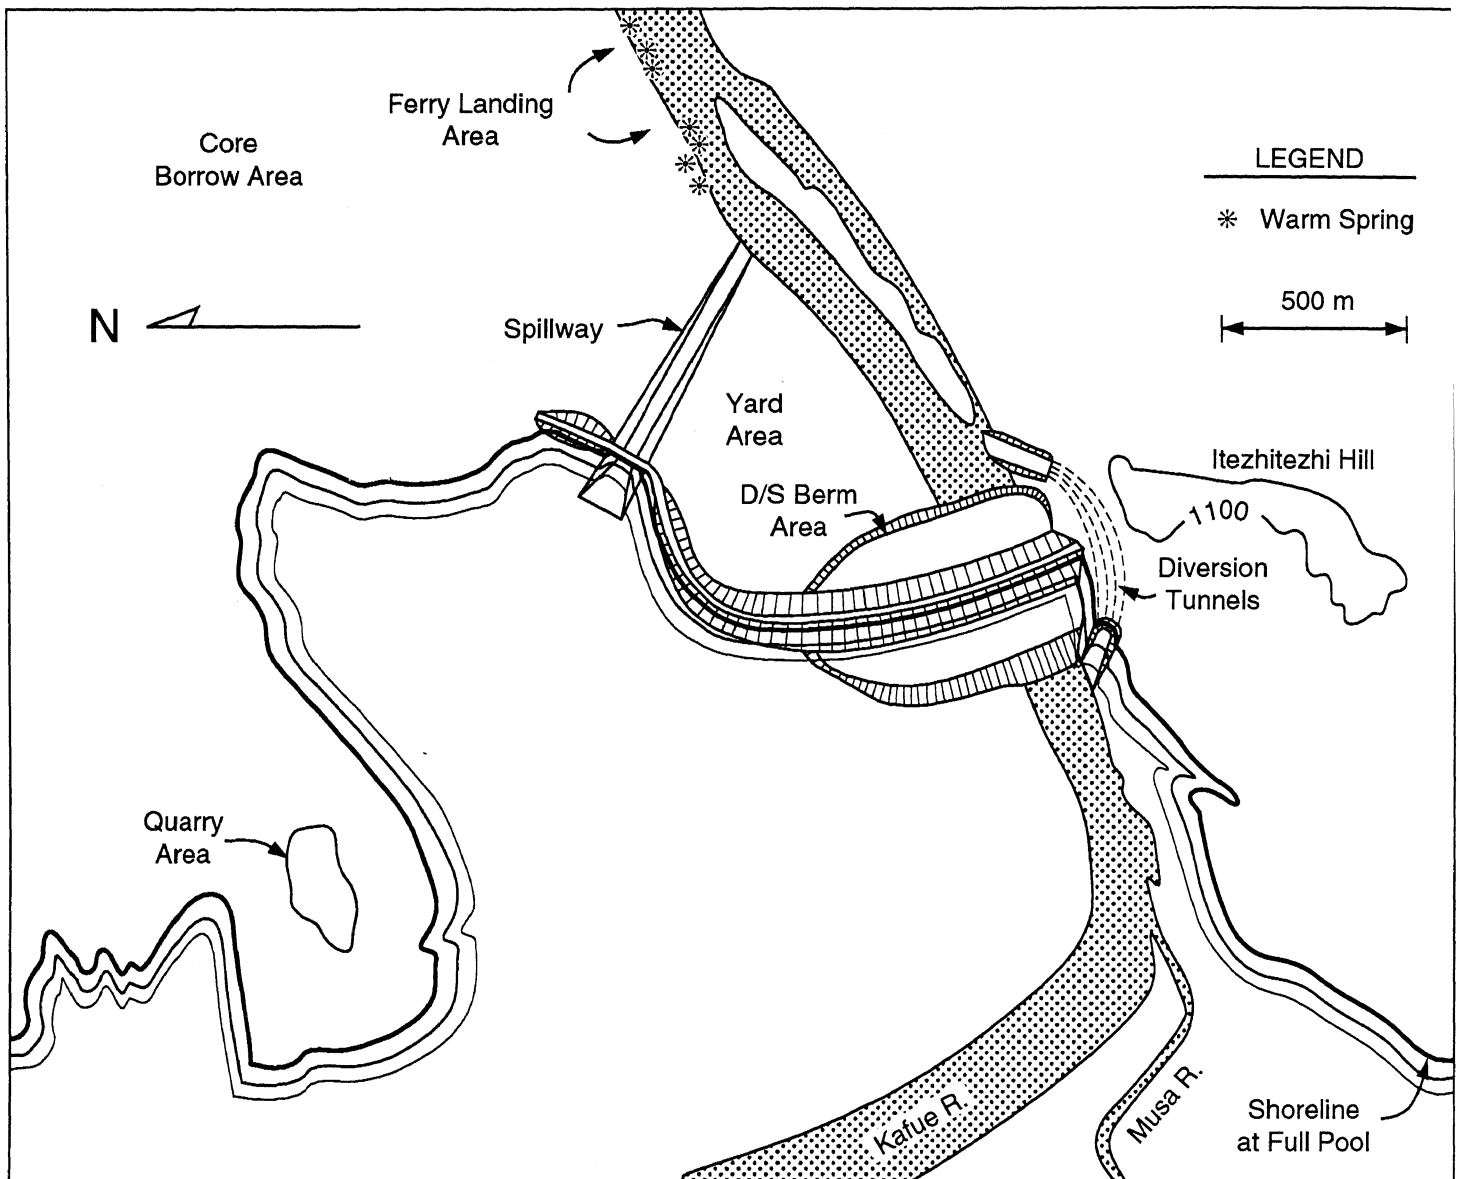 Ferry Landing
Area
Core
Borrow Area
LEGEND
Warm Spring
500 m
N
Spillway
Yard
Area
Itezhitezhi Hill
1100
D/S Berm
Area
Diversion
Tunnels
Quarry
Area
Kafue R.
Musa R.
Shoreline
at Full Pool